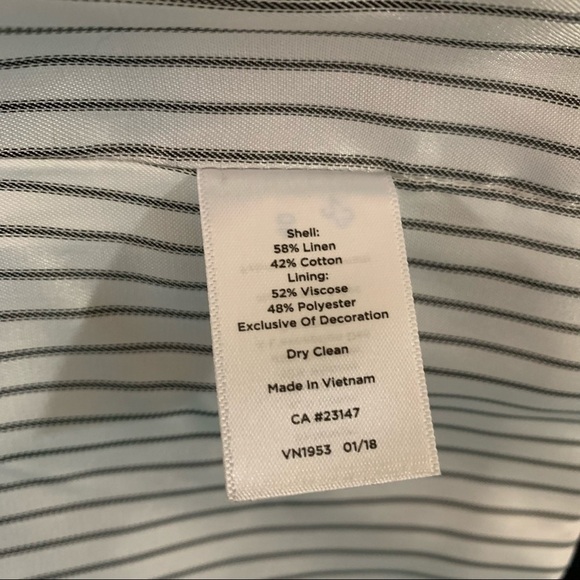 Shell:
58% Linen
42% Cotton
Lining:
52% Viscose
48% Polyester
Exclusive Of Decoration
Dry Clean
Made In Vietnam
CA #23147
VN1953 01/18